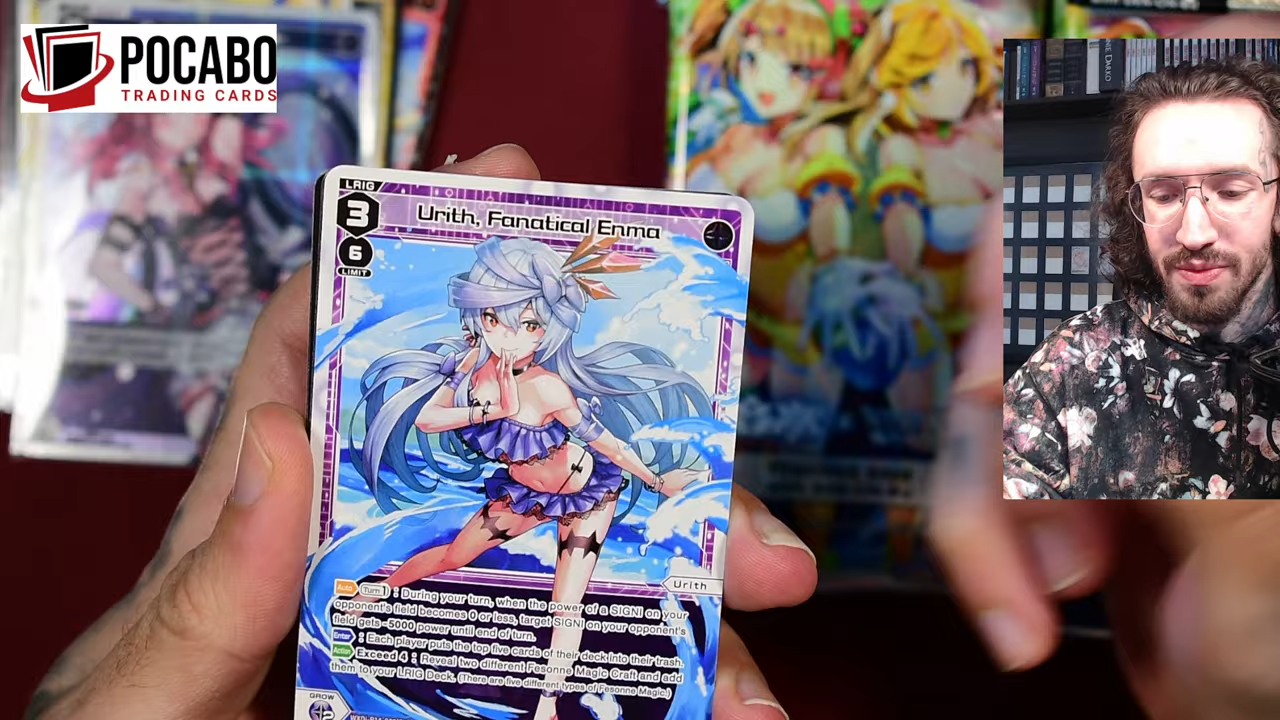 POCABO
TRADING CARDS
LRIG
3
Urith, Fanatical Enma
6
LIMIT
Urith
Auto Turn 1 : During your turn, when the power of a SIGNI on your
opponent's field becomes 0 or less, target SIGNI on your opponent's
field gets -5000 power until end of turn.
Enter : Each player puts the top five cards of their deck into their trash.
Action Exceed 4 : Reveal two different Fesonne Magic Craft and add
them to your LRIG Deck. (There are five different types of Fesonne Magic.)
GROW
2